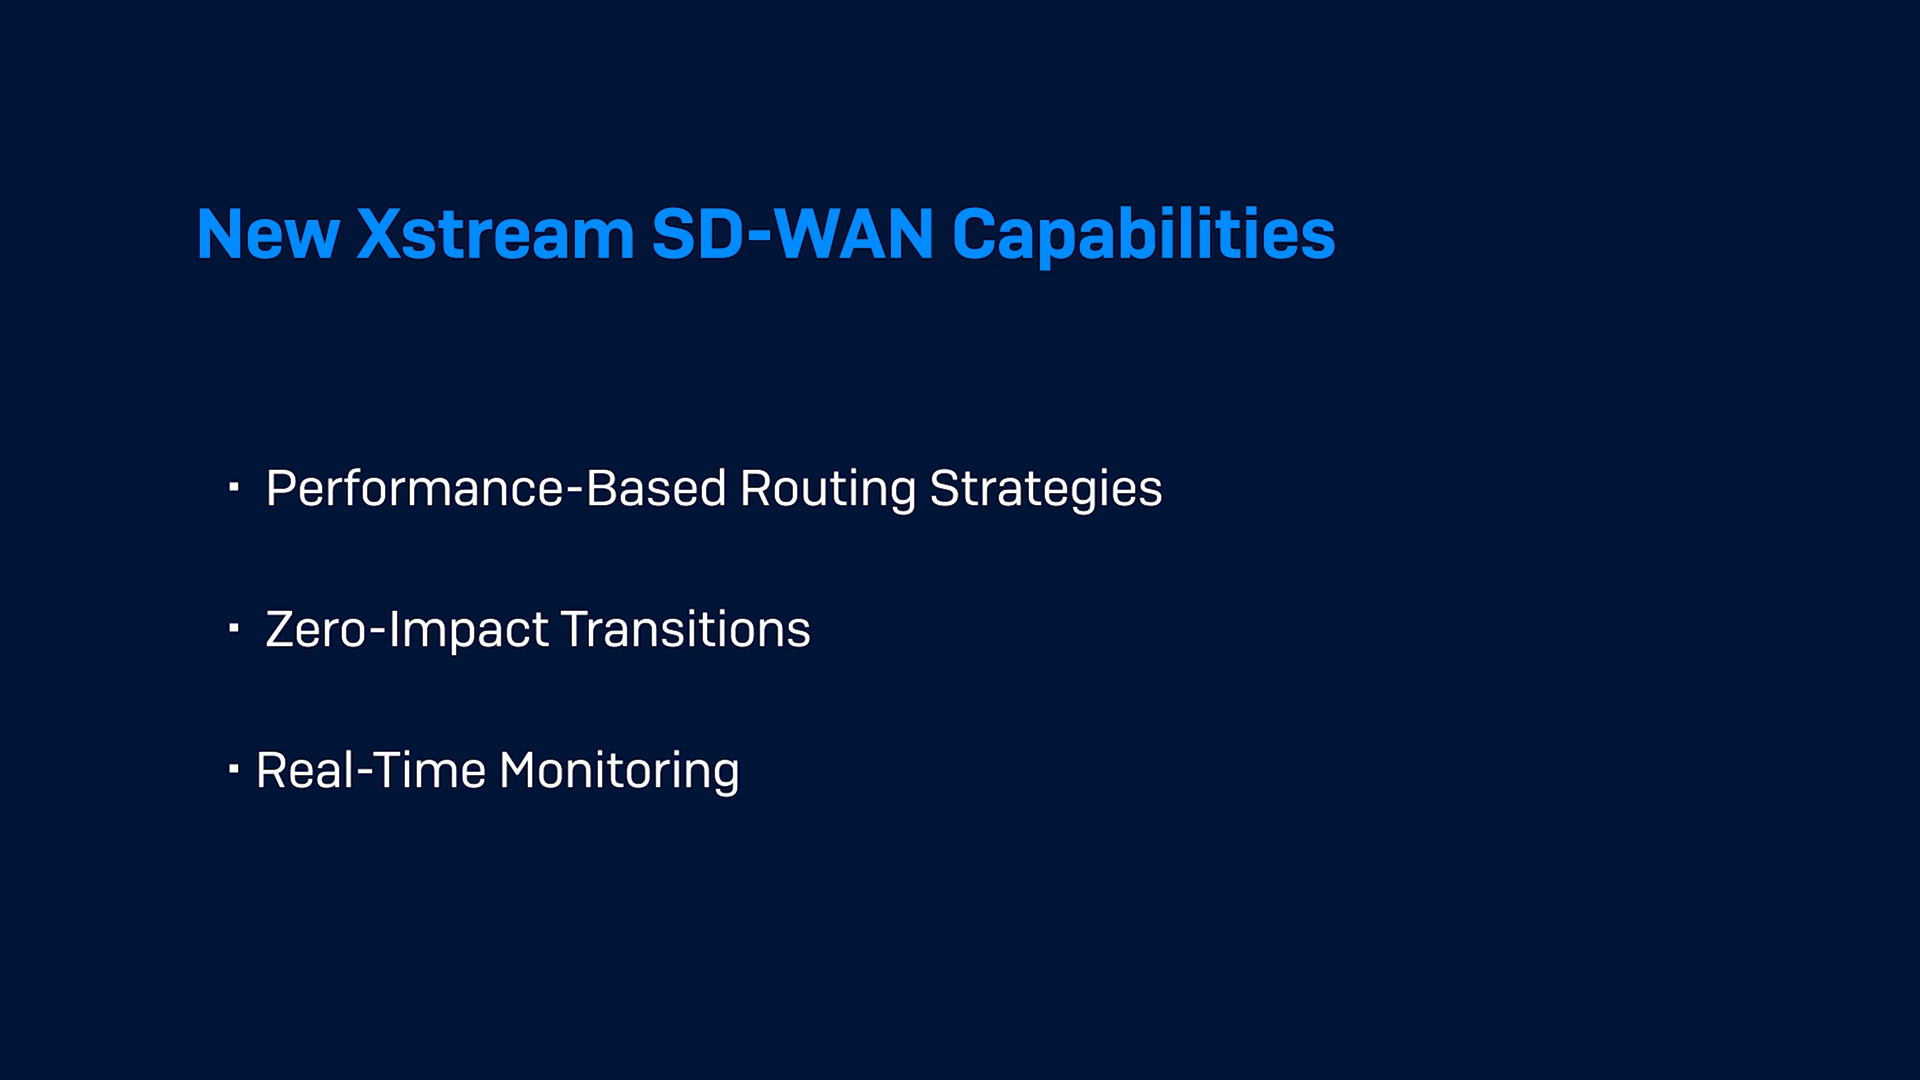 New Xstream SD-WAN Capabilities
▪ Performance-Based Routing Strategies
▪ Zero-Impact Transitions
▪ Real-Time Monitoring